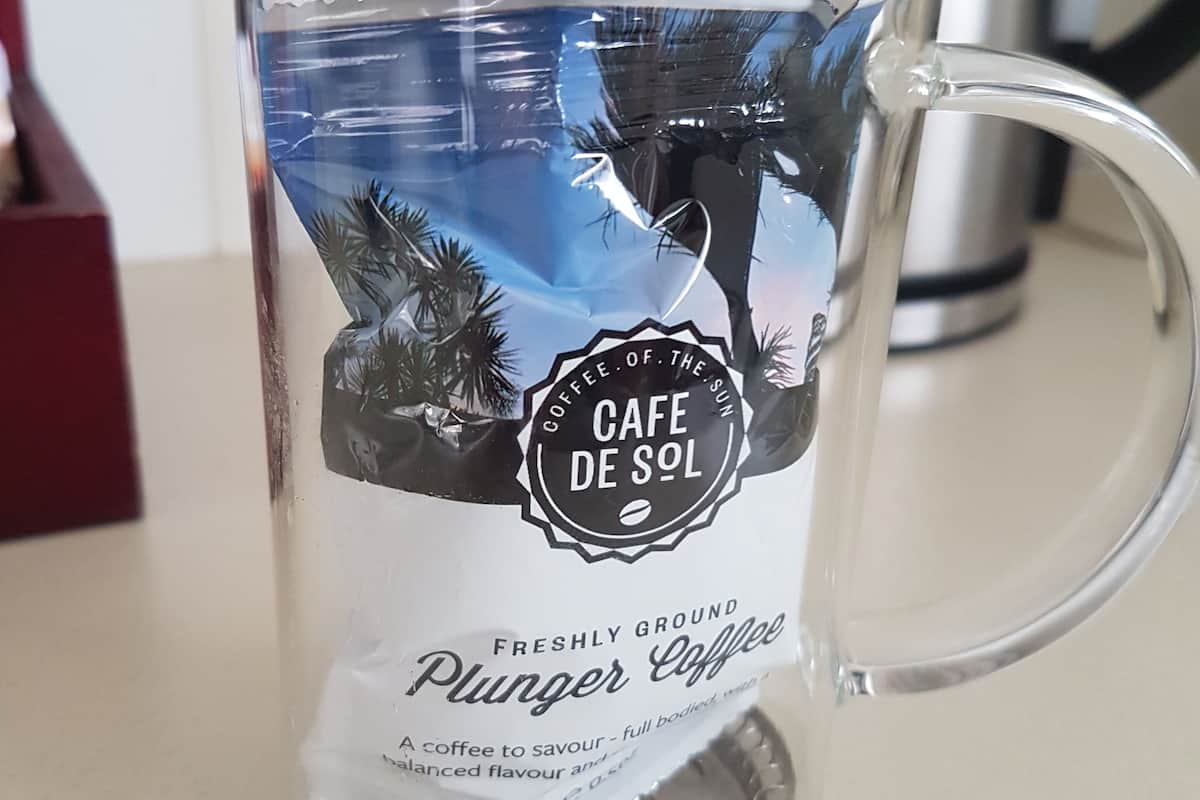 COFFEE.OF.THE.SUN
CAFE
DE SOL
FRESHLY GROUND
Plunger Coffee
A coffee to savour - full bodied, with a
balanced flavour and